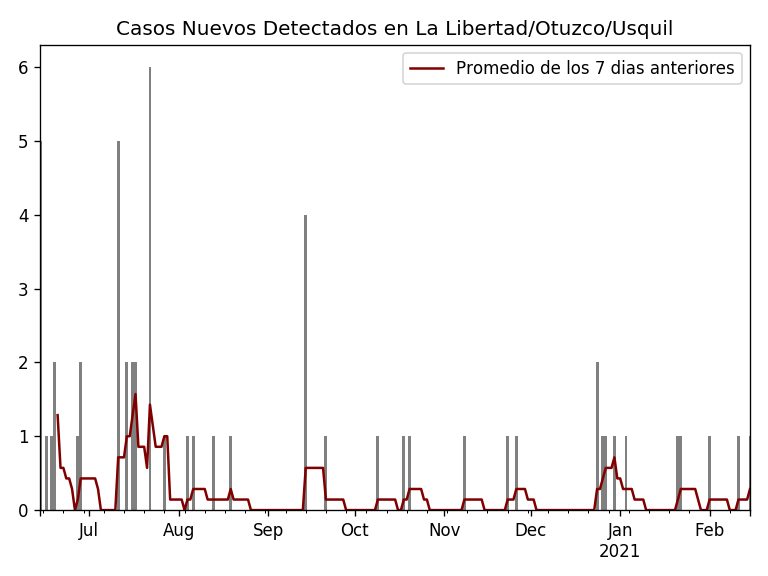 Casos Nuevos Detectados en La Libertad/Otuzco/Usquil
Promedio de los 7 dias anteriores
6
5
4
3
2
1
0
Jul Aug Sep Oct Nov Dec Jan Feb
2021